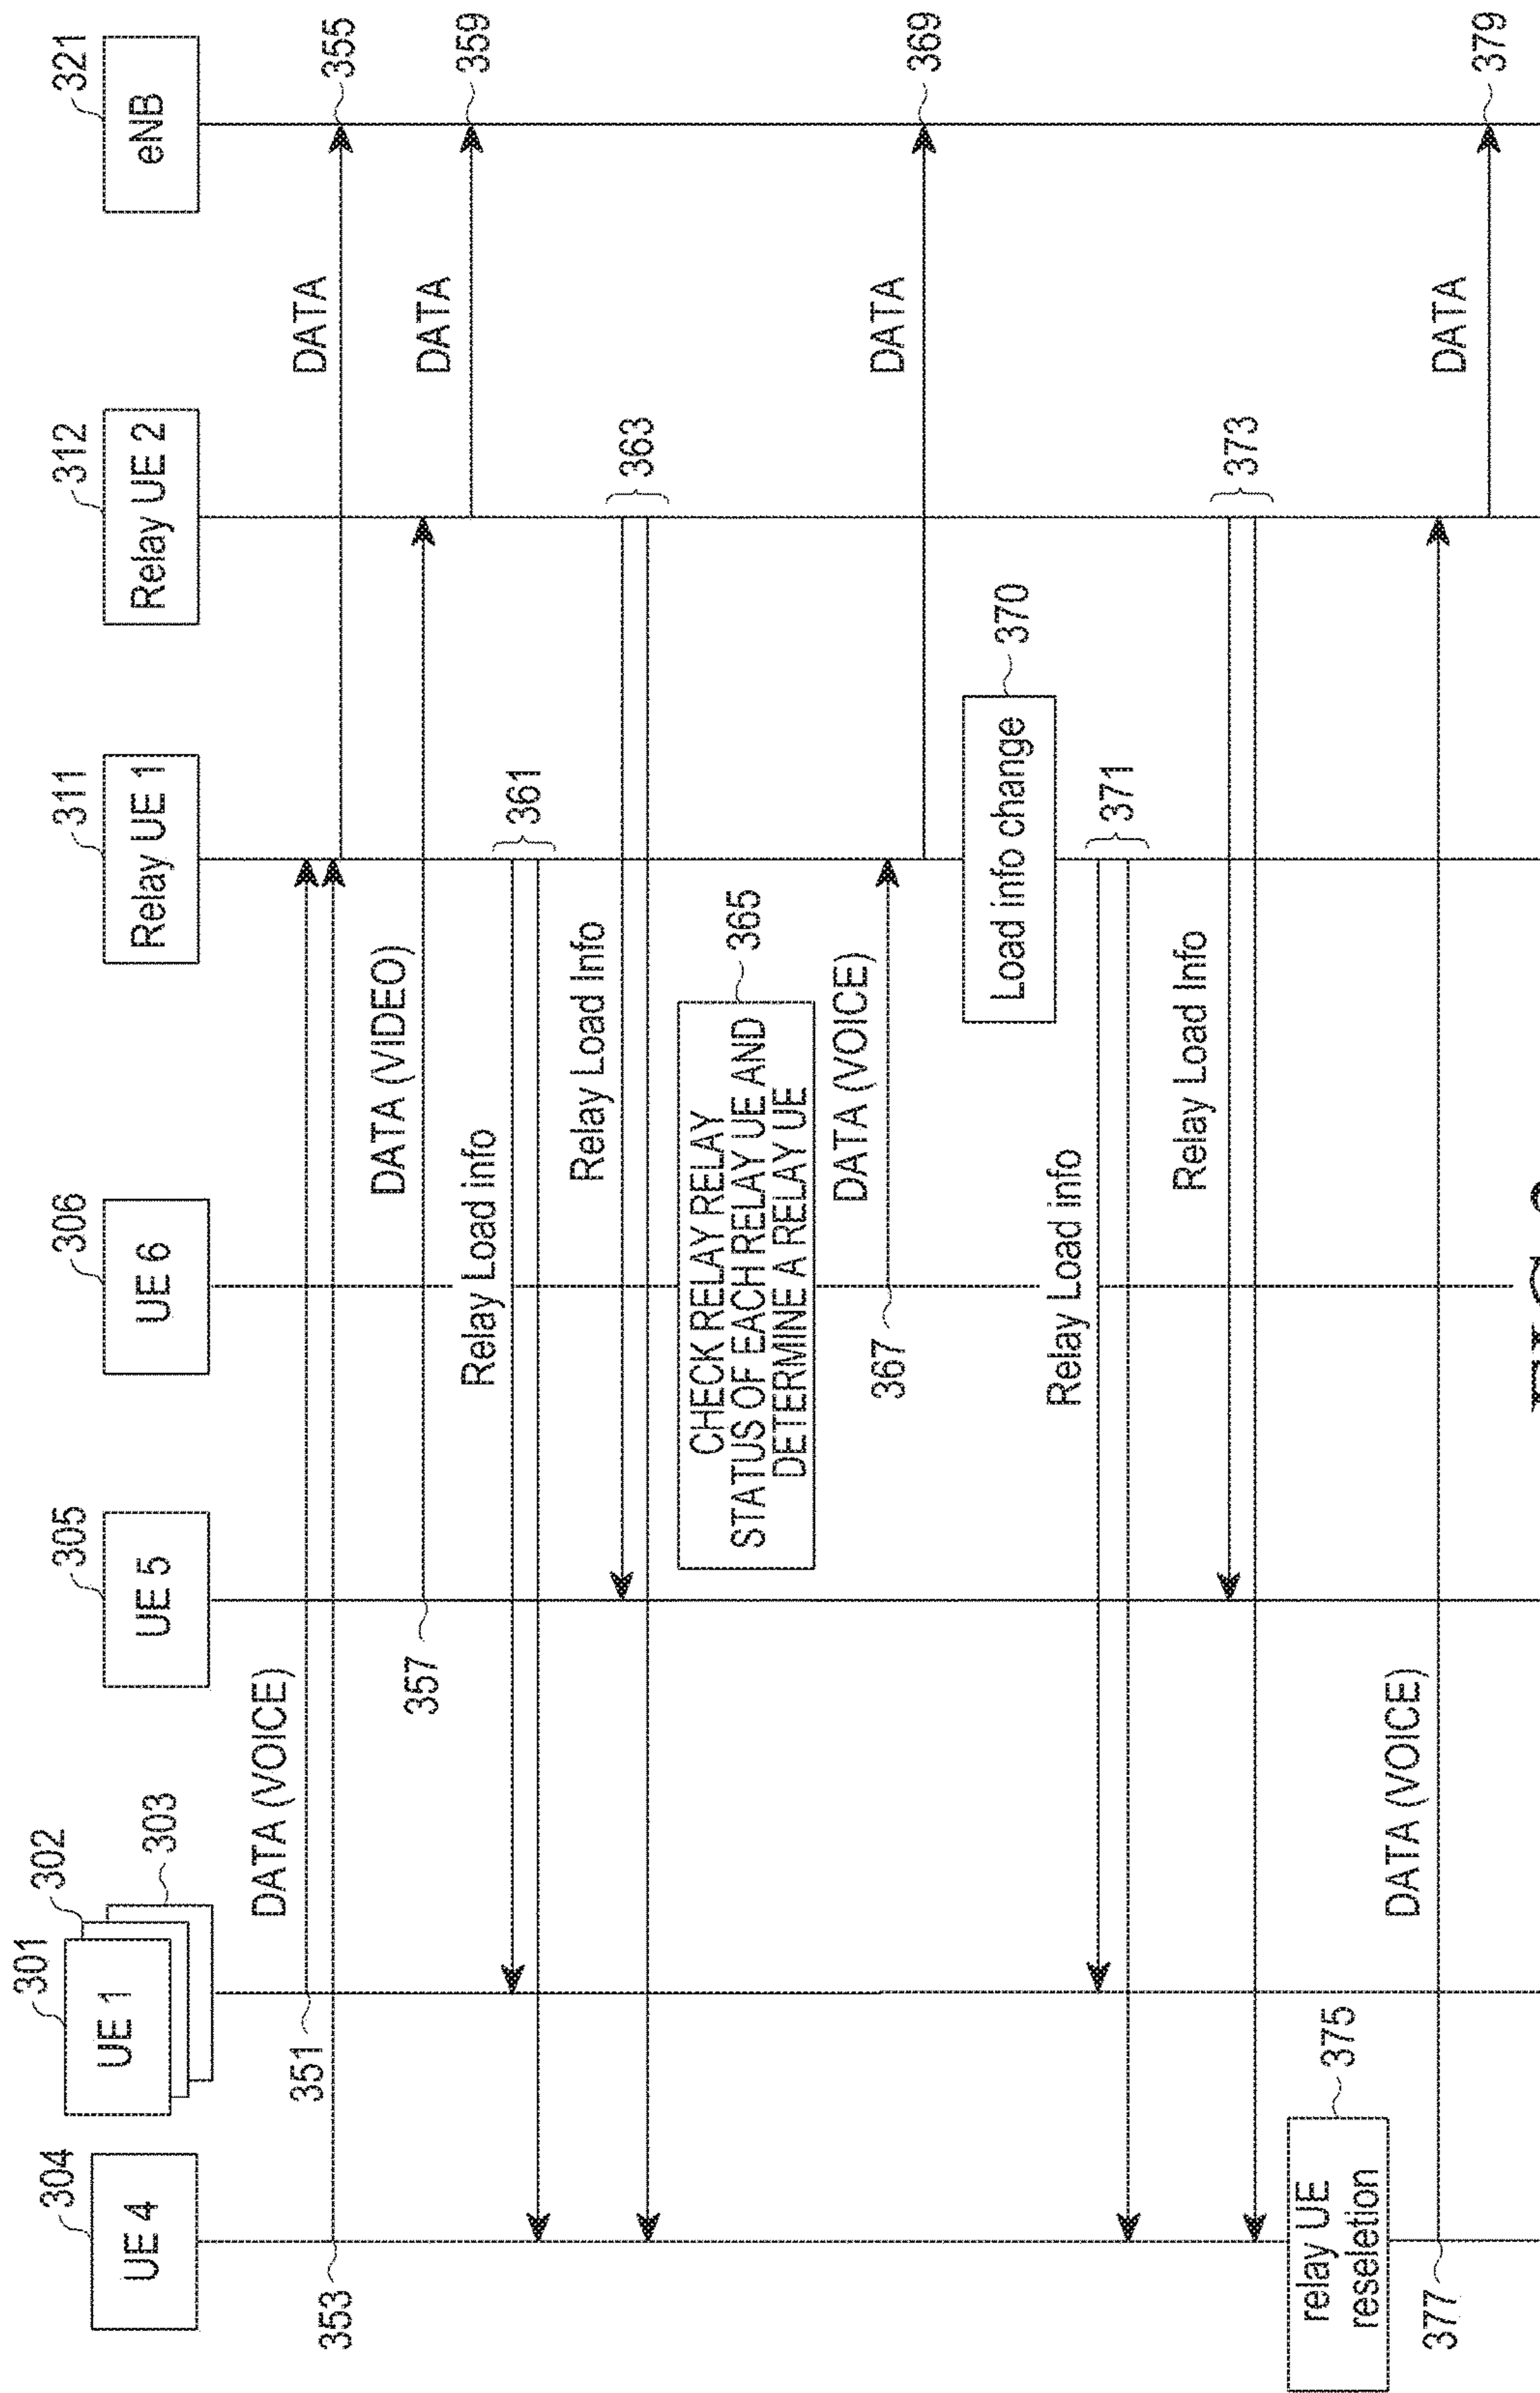 304
UE 4
301
302
303
UE 1
305
UE 5
306
UE 6
311
Relay UE 1
312
Relay UE 2
321
eNB
351
DATA (VOICE)
353
DATA
355
357
DATA (VIDEO)
DATA
359
Relay Load info
361
Relay Load Info
363
CHECK RELAY RELAY
STATUS OF EACH RELAY UE AND
DETERMINE A RELAY UE
365
367
DATA (VOICE)
DATA
369
Load info change
370
Relay Load info
371
Relay Load Info
373
relay UE
reseletion
375
377
DATA (VOICE)
DATA
379